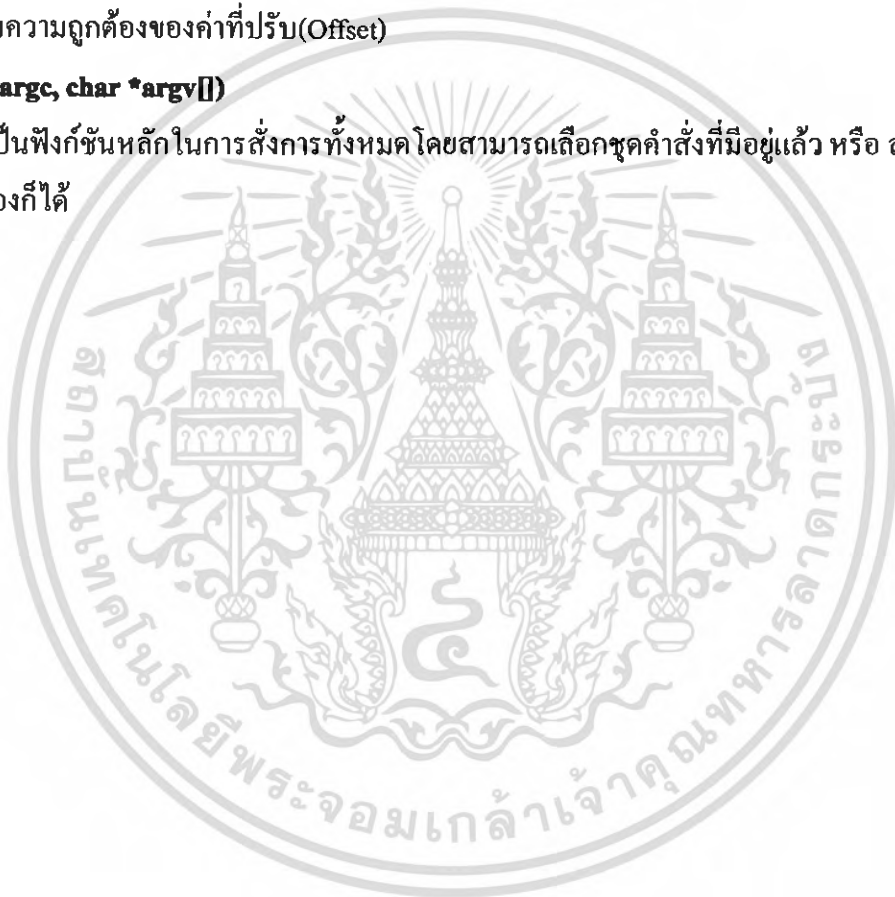 ความถูกต้องของค่าที่ปรับ(Offset)
argc, char *argv[])
ป็นฟังก์ชันหลักในการสั่งการทั้งหมดโดยสามารถเลือกชุดคำสั่งที่มีอยู่แล้ว หรือ
องก็ได้
สถาบันเทคโนโลยีพระจอมเกล้าเจ้าคุณทหารลาดกระบัง
๔